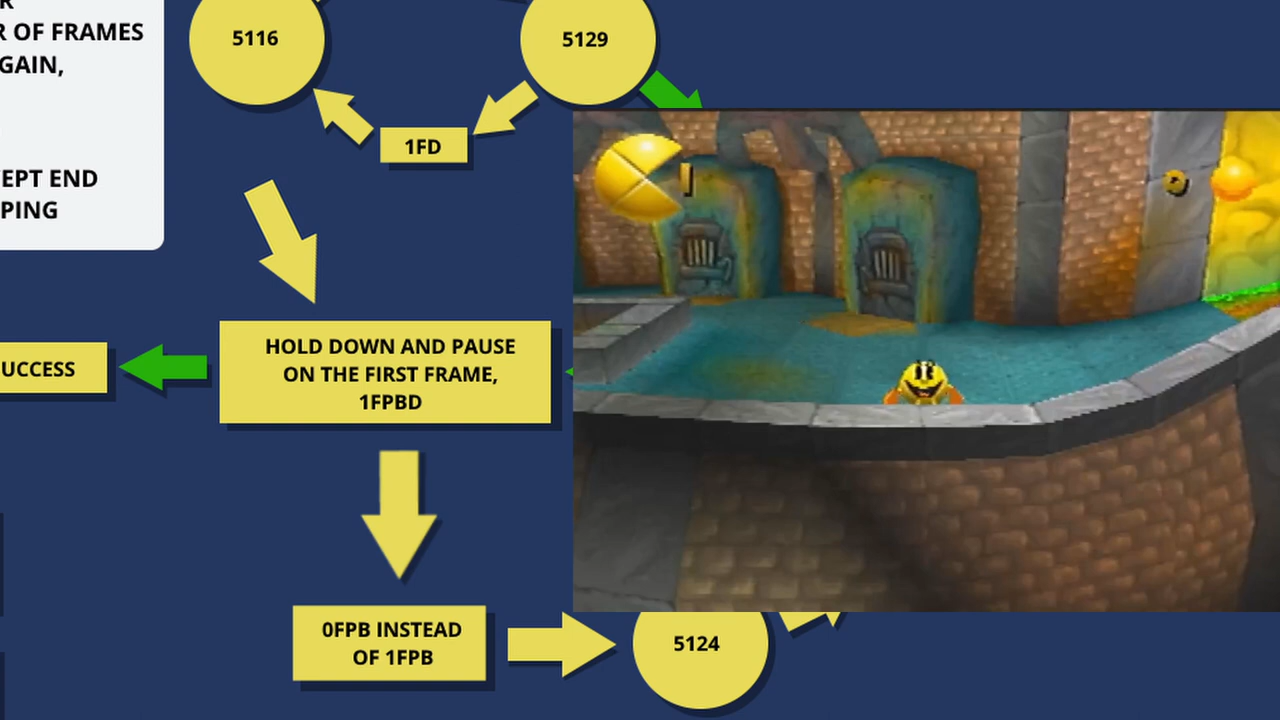 R OF FRAMES
GAIN,
EPT END
PING
5116
5129
1FD
UCCESS
HOLD DOWN AND PAUSE
ON THE FIRST FRAME,
1FPBD
0FPB INSTEAD
OF 1FPB
5124